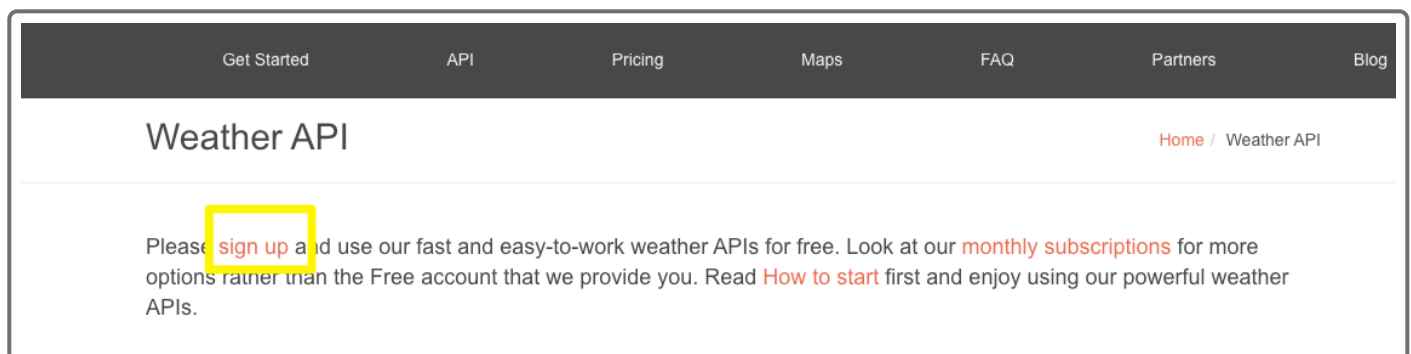 Get Started API Pricing Maps FAQ Partners Blog
Weather API
Home / Weather API
Please sign up and use our fast and easy-to-work weather APIs for free. Look at our monthly subscriptions for more
options rather than the Free account that we provide you. Read How to start first and enjoy using our powerful weather
APIs.